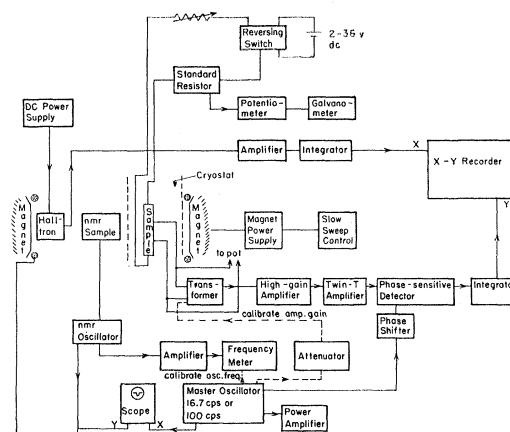 Reversing
Switch
2-36 v
dc
Standard
Resistor
DC Power
Supply
Potentio-
meter
Galvano-
meter
Amplifier
Integrator
X
X-Y Recorder
Y
Cryostat
Magnet
Hall-
tron
nmr
Sample
Sample
Magnet
Magnet
Power
Supply
Slow
Sweep
Control
to pot
Trans-
former
High-gain
Amplifier
Twin-T
Amplifier
Phase-sensitive
Detector
Integrator
calibrate amp. gain
Phase
Shifter
nmr
Oscillator
Amplifier
Frequency
Meter
Attenuator
calibrate osc. freq.
Scope
Y
X
Master Oscillator
16.7 cps or
100 cps
Power
Amplifier